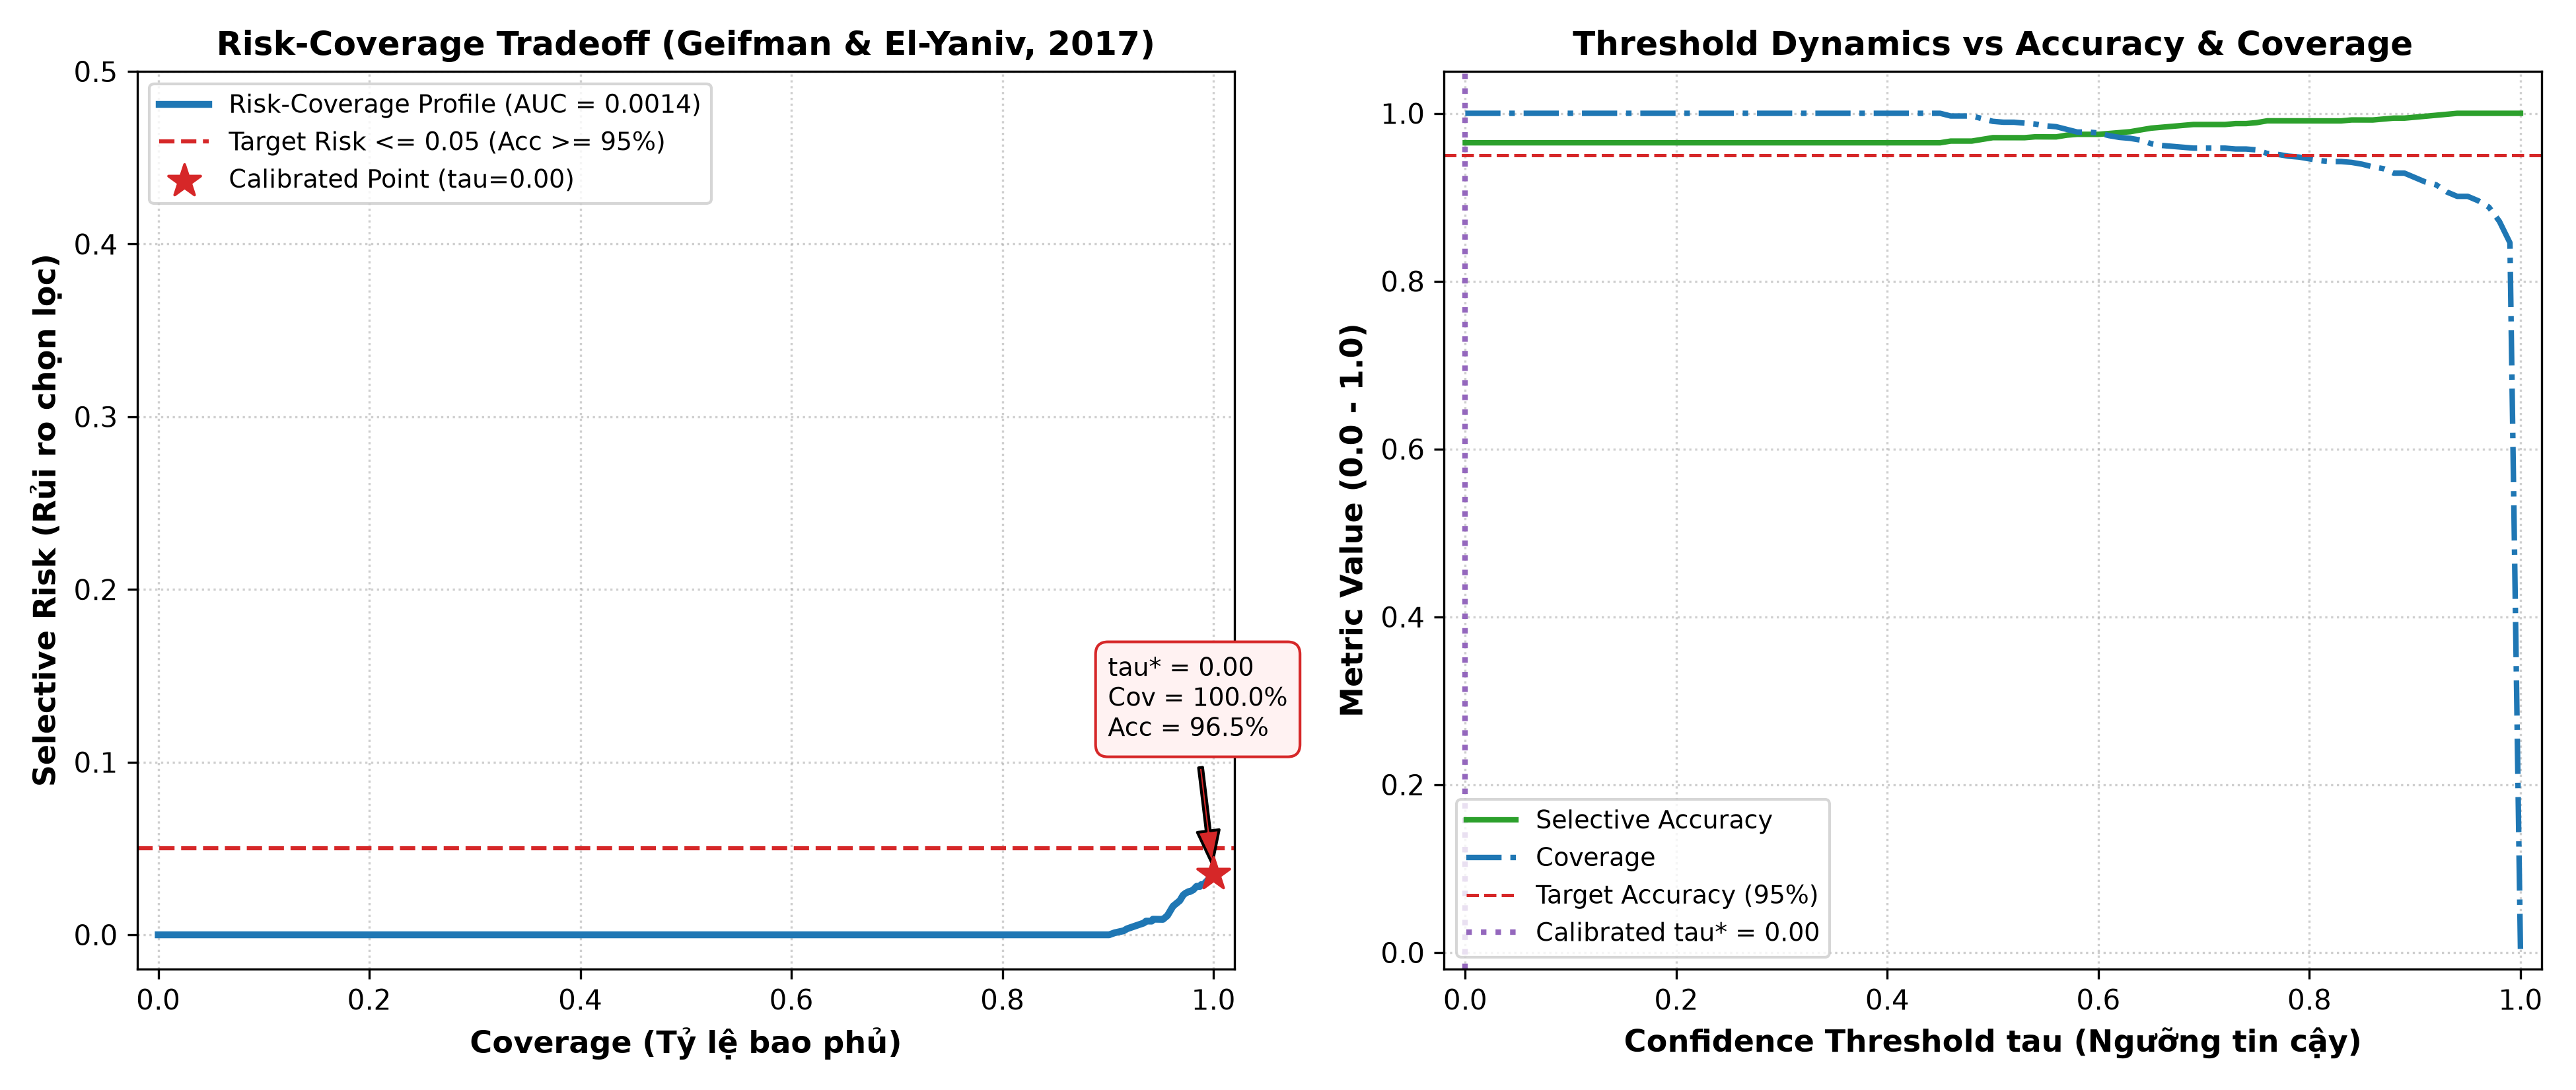 Risk-Coverage Tradeoff (Geifman & El-Yaniv, 2017)
Selective Risk (Rủi ro chọn lọc)
0.5
0.4
0.3
0.2
0.1
0.0
Risk-Coverage Profile (AUC = 0.0014)
Target Risk <= 0.05 (Acc >= 95%)
Calibrated Point (tau=0.00)
tau* = 0.00
Cov = 100.0%
Acc = 96.5%
0.0 0.2 0.4 0.6 0.8 1.0
Coverage (Tỷ lệ bao phủ)
Threshold Dynamics vs Accuracy & Coverage
Metric Value (0.0 - 1.0)
1.0
0.8
0.6
0.4
0.2
0.0
Selective Accuracy
Coverage
Target Accuracy (95%)
Calibrated tau* = 0.00
0.0 0.2 0.4 0.6 0.8 1.0
Confidence Threshold tau (Ngưỡng tin cậy)